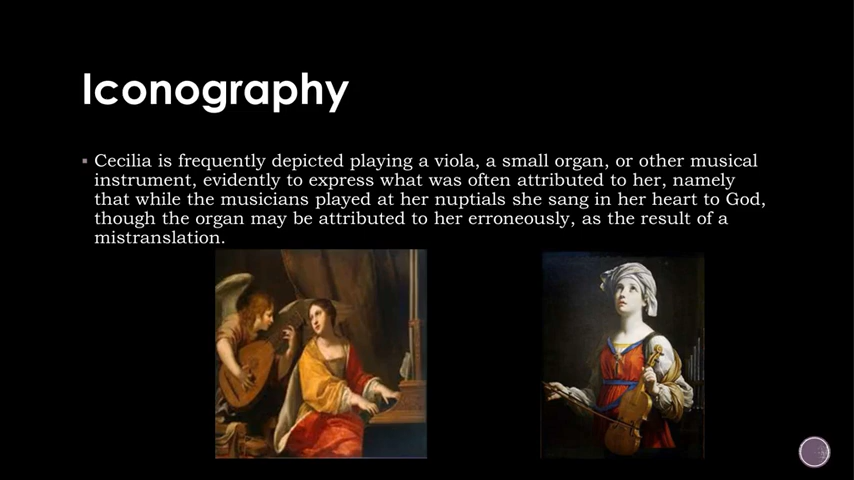 Iconography
▪ Cecilia is frequently depicted playing a viola, a small organ, or other musical
instrument, evidently to express what was often attributed to her, namely
that while the musicians played at her nuptials she sang in her heart to God,
though the organ may be attributed to her erroneously, as the result of a
mistranslation.